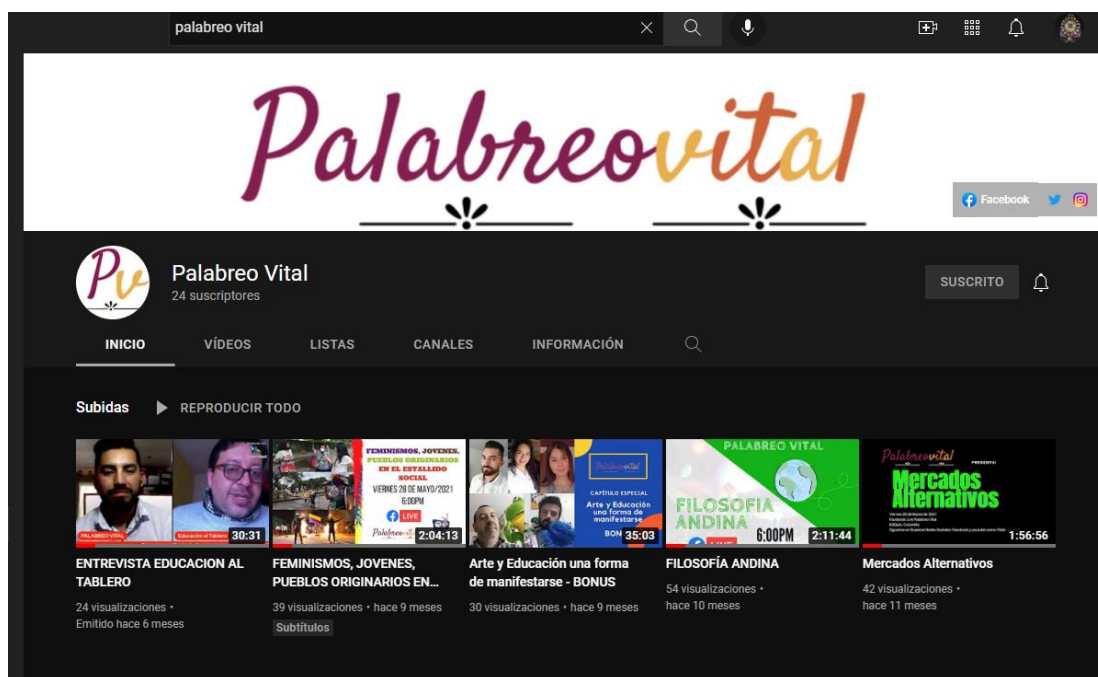 palabreo vital
Palabreovital
Facebook
Pv
Palabreo Vital
24 suscriptores
SUSCRITO
INICIO
VÍDEOS
LISTAS
CANALES
INFORMACIÓN
Subidas
REPRODUCIR TODO
PALABREO VITAL
Educacion al Tablero
30:31
ENTREVISTA EDUCACION AL
TABLERO
24 visualizaciones •
Emitido hace 6 meses
FEMINISMOS, JOVENES,
PUEBLOS ORIGINARIOS
EN EL ESTALLIDO
SOCIAL
VIERNES 28 DE MAYO/2021
6:00PM
LIVE
2:04:13
FEMINISMOS, JOVENES,
PUEBLOS ORIGINARIOS EN...
39 visualizaciones • hace 9 meses
Subtítulos
Palabreovital
CAPÍTULO ESPECIAL
Arte y Educación
una forma de
manifestarse
BON
35:03
Arte y Educación una forma
de manifestarse - BONUS
30 visualizaciones • hace 9 meses
PALABREO VITAL
FILOSOFIA
ANDINA
LIVE
6:00PM
2:11:44
FILOSOFÍA ANDINA
54 visualizaciones •
hace 10 meses
Palabreovital
PRESENTA:
Mercados
Alternativos
1:56:56
Mercados Alternativos
42 visualizaciones •
hace 11 meses